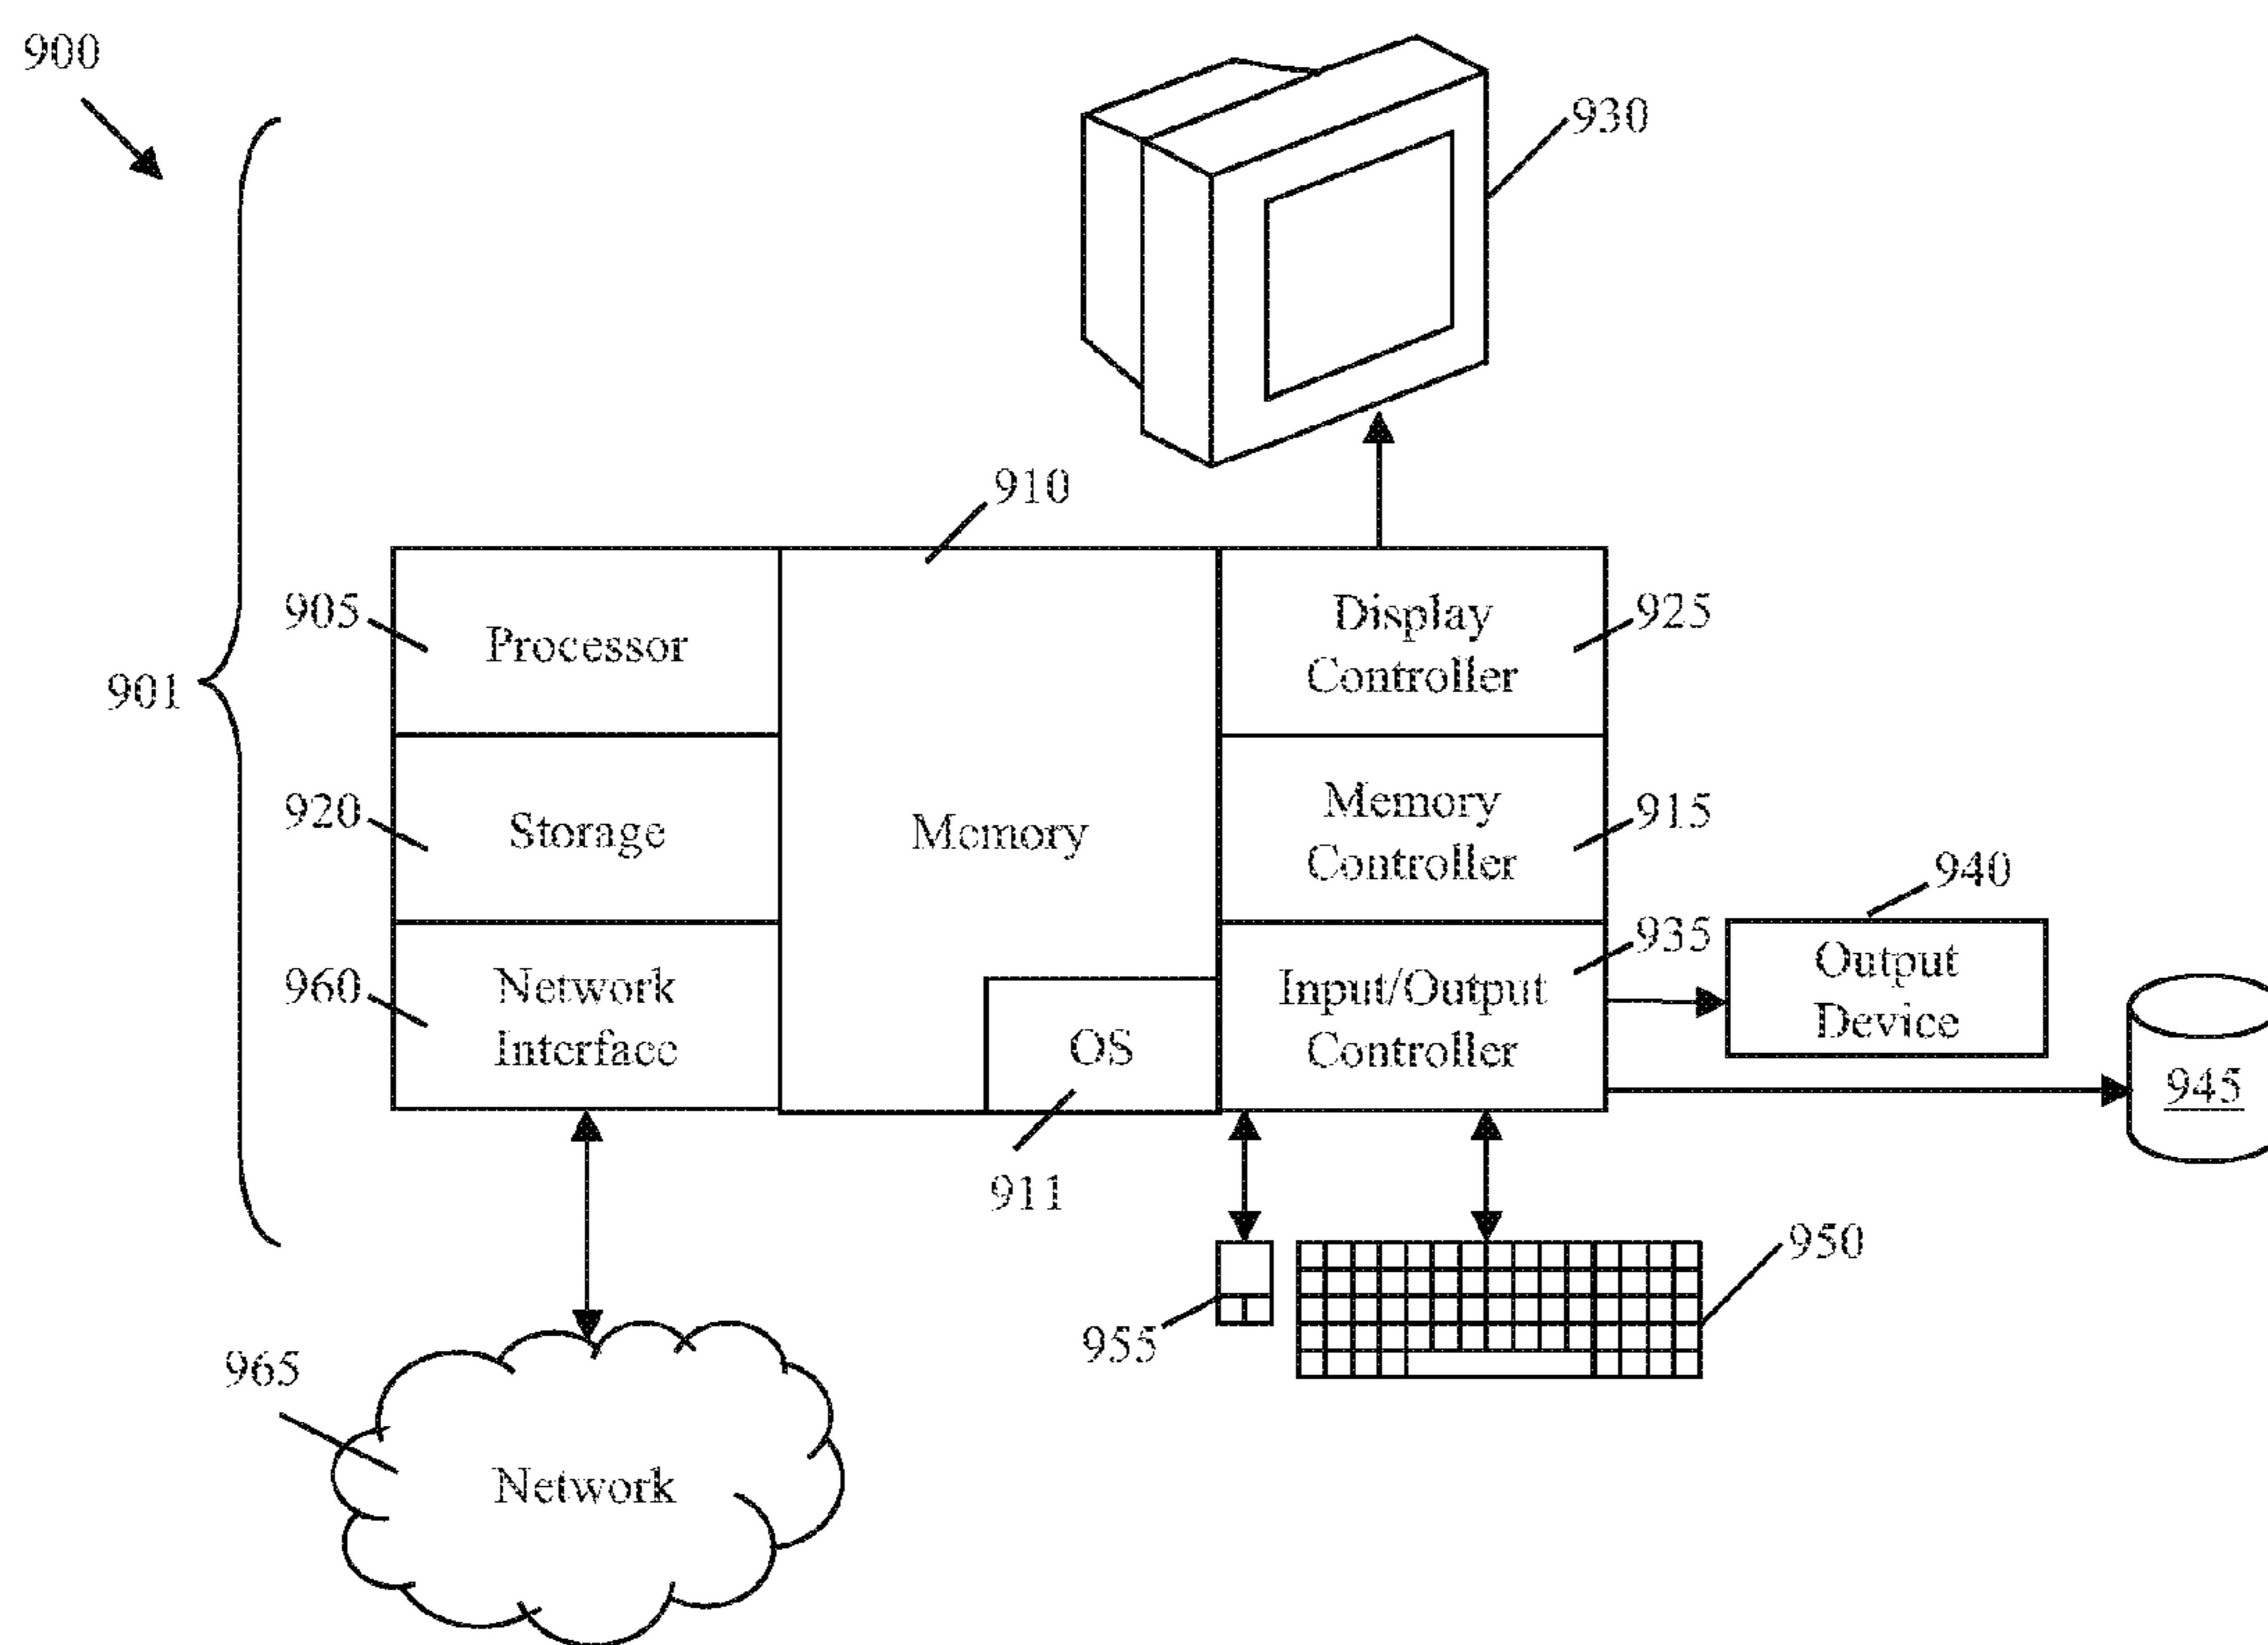 900
930
910
905
Processor
Display
Controller
925
901
920
Storage
Memory
Memory
Controller
915
940
960
Network
Interface
OS
Input/Output
Controller
935
Output
Device
945
911
955
950
965
Network